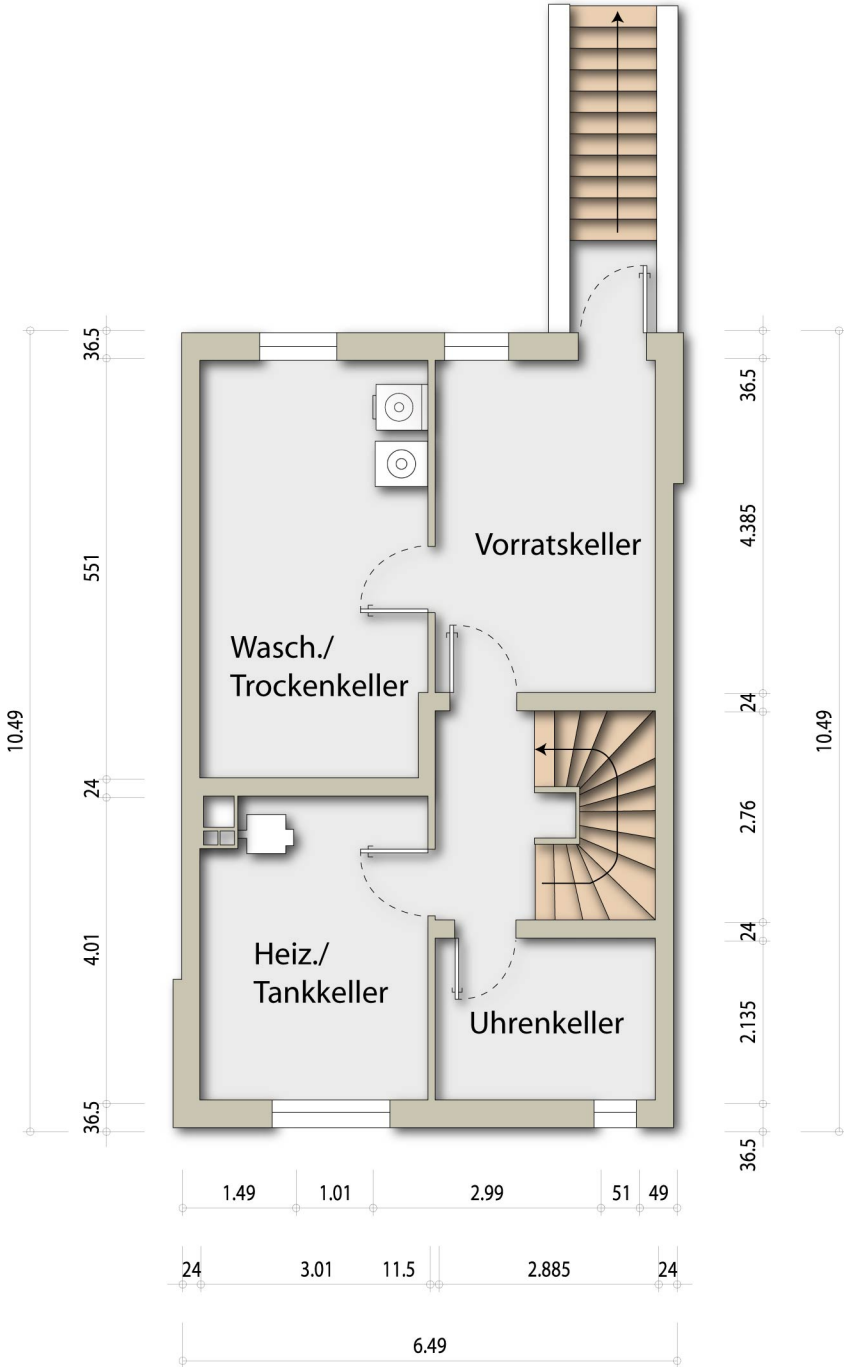 36.5
36.5
551
4.385
Vorratskeller
Wasch./
Trockenkeller
10.49
10.49
24
24
2.76
4.01
24
Heiz./
Tankkeller
Uhrenkeller
2.135
36.5
36.5
1.49 1.01 2.99 51 49
24 3.01 11.5 2.885 24
6.49